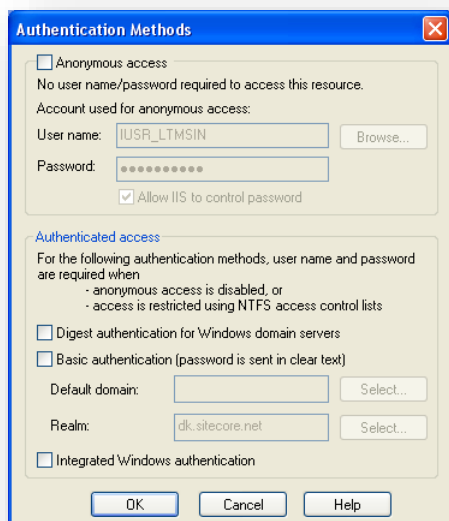 Authentication Methods
Anonymous access
No user name/password required to access this resource.
Account used for anonymous access:
User name: IUSR_LTMSIN Browse...
Password: ••••••••••
Allow IIS to control password
Authenticated access
For the following authentication methods, user name and password
are required when
- anonymous access is disabled, or
- access is restricted using NTFS access control lists
Digest authentication for Windows domain servers
Basic authentication (password is sent in clear text)
Default domain: Select...
Realm: dk.sitecore.net Select...
Integrated Windows authentication
OK Cancel Help